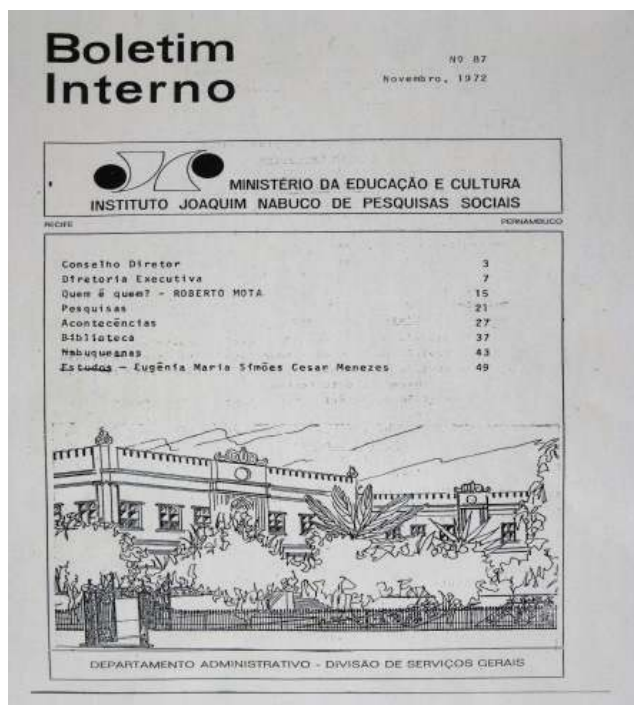 Boletim
Interno
Nº 87
Novembro, 1972
MINISTÉRIO DA EDUCAÇÃO E CULTURA
INSTITUTO JOAQUIM NABUCO DE PESQUISAS SOCIAIS
RECIFE PERNAMBUCO
Conselho Diretor 3
Diretoria Executiva 7
Quem é quem? - ROBERTO MOTA 15
Pesquisas 21
Acontecências 27
Biblioteca 37
Nabuqueanas 43
Estudos - Eugênia Maria Simões Cesar Menezes 49
DEPARTAMENTO ADMINISTRATIVO - DIVISÃO DE SERVIÇOS GERAIS